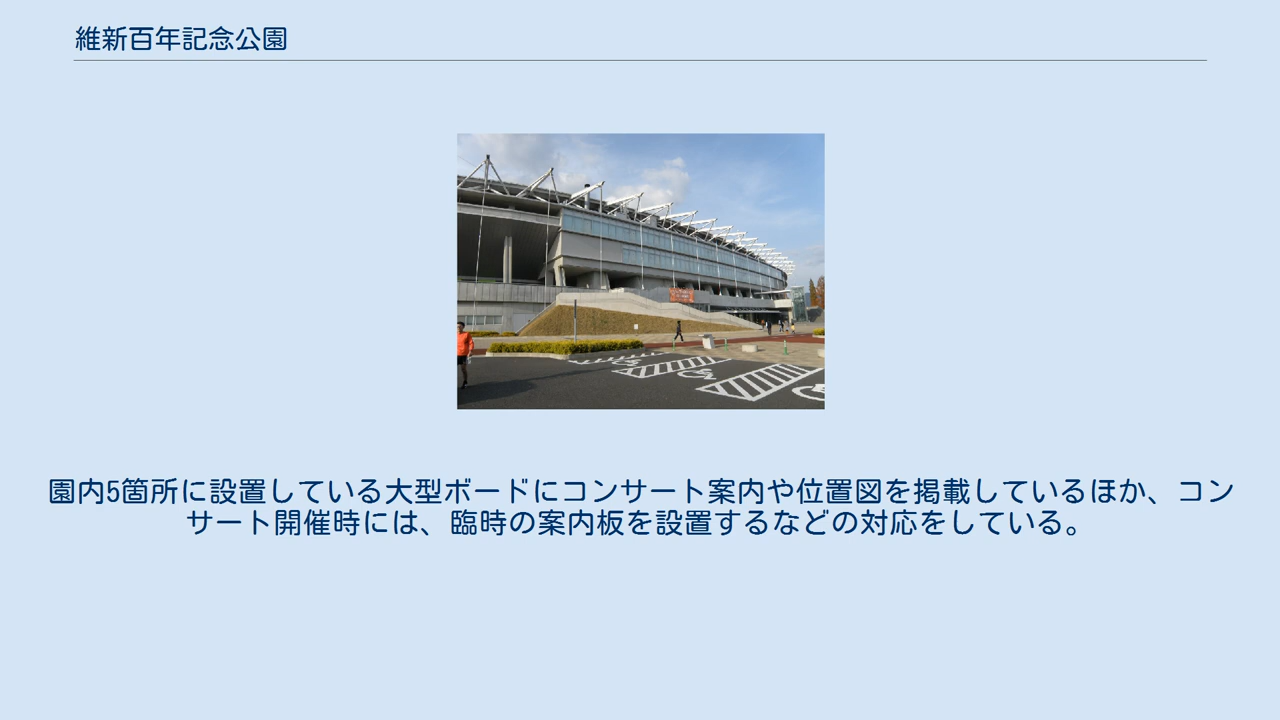 維新百年記念公園
園内5箇所に設置している大型ボードにコンサート案内や位置図を掲載しているほか、コン
サート開催時には、臨時の案内板を設置するなどの対応をしている。